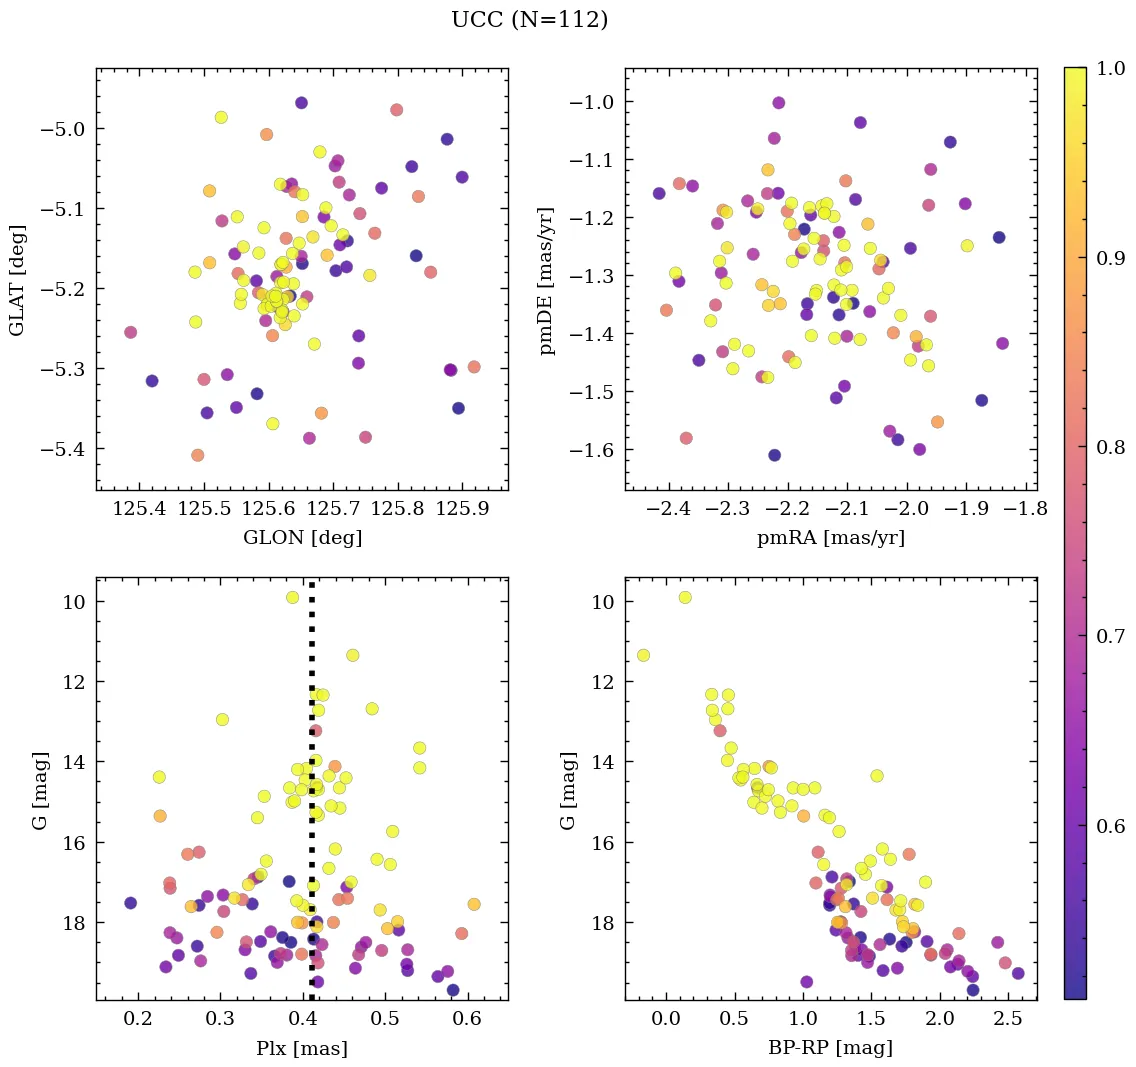 UCC (N=112)
−5.0
−5.1
−5.2
−5.3
−5.4
GLAT [deg]
125.4 125.5 125.6 125.7 125.8 125.9
GLON [deg]
−1.0
−1.1
−1.2
−1.3
−1.4
−1.5
−1.6
pmDE [mas/yr]
−2.4 −2.3 −2.2 −2.1 −2.0 −1.9 −1.8
pmRA [mas/yr]
10
12
14
16
18
G [mag]
0.2 0.3 0.4 0.5 0.6
Plx [mas]
10
12
14
16
18
G [mag]
0.0 0.5 1.0 1.5 2.0 2.5
BP-RP [mag]
1.0
0.9
0.8
0.7
0.6